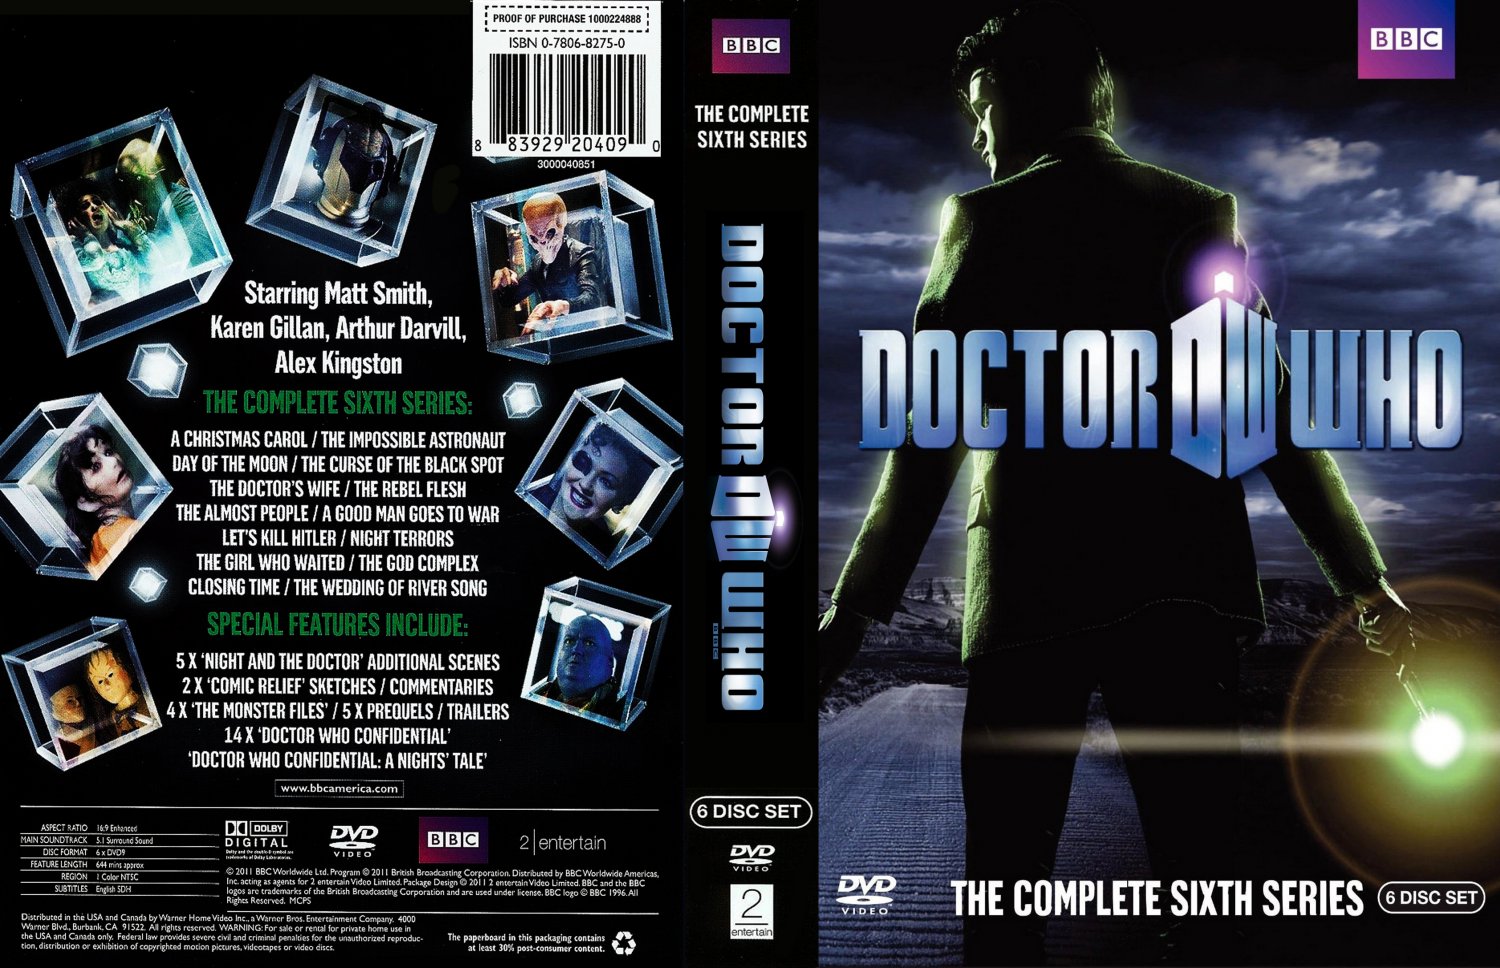 PROOF OF PURCHASE 1000224888
ISBN 0-7806-8275-0
8 83929 20409 0
3000040851
Starring Matt Smith,
Karen Gillan, Arthur Darvill,
Alex Kingston
THE COMPLETE SIXTH SERIES:
A CHRISTMAS CAROL / THE IMPOSSIBLE ASTRONAUT
DAY OF THE MOON / THE CURSE OF THE BLACK SPOT
THE DOCTOR'S WIFE / THE REBEL FLESH
THE ALMOST PEOPLE / A GOOD MAN GOES TO WAR
LET'S KILL HITLER / NIGHT TERRORS
THE GIRL WHO WAITED / THE GOD COMPLEX
CLOSING TIME / THE WEDDING OF RIVER SONG
SPECIAL FEATURES INCLUDE:
5 X 'NIGHT AND THE DOCTOR' ADDITIONAL SCENES
2 X 'COMIC RELIEF' SKETCHES / COMMENTARIES
4 X 'THE MONSTER FILES' / 5 X PREQUELS / TRAILERS
14 X 'DOCTOR WHO CONFIDENTIAL'
'DOCTOR WHO CONFIDENTIAL: A NIGHTS' TALE'
www.bbcamerica.com
ASPECT RATIO 16:9 Enhanced
MAIN SOUNDTRACK 5.1 Surround Sound
DISC FORMAT 6 x DVD9
FEATURE LENGTH 644 mins approx
REGION 1 Color NTSC
SUBTITLES English SDH
DOLBY
DIGITAL
Dolby and the double-D symbol are
trademarks of Dolby Laboratories.
DVD
VIDEO
BBC
2 | entertain
© 2011 BBC Worldwide Ltd. Program © 2011 British Broadcasting Corporation. Distributed by BBC Worldwide Americas,
Inc. acting as agents for 2 entertain Video Limited. Package Design © 2011 2 entertain Video Limited. BBC and the BBC
logos are trademarks of the British Broadcasting Corporation and are used under license. BBC logo © BBC 1996. All
Rights Reserved. MCPS
Distributed in the USA and Canada by Warner Home Video Inc., a Warner Bros. Entertainment Company, 4000
Warner Blvd., Burbank, CA 91522. All rights reserved. WARNING: For sale or rental for private home use in
the USA and Canada only. Federal law provides severe civil and criminal penalties for the unauthorized reproduc-
tion, distribution or exhibition of copyrighted motion pictures, videotapes or video discs.
The paperboard in this packaging contains
at least 30% post-consumer content.
BBC
THE COMPLETE
SIXTH SERIES
DOCTOR DW WHO
BBC
6 DISC SET
DVD
VIDEO
2
entertain
BBC
DOCTOR DW WHO
DVD
VIDEO
THE COMPLETE SIXTH SERIES
6 DISC SET